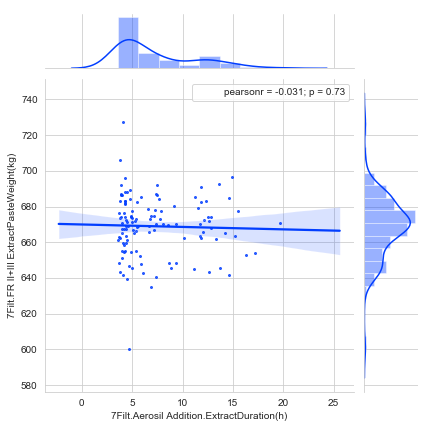 pearsonr = -0.031; p = 0.73
740
720
700
680
660
640
620
600
580
7Filt.FR II+III ExtractPasteWeight(kg)
0 5 10 15 20 25
7Filt.Aerosil Addition.ExtractDuration(h)